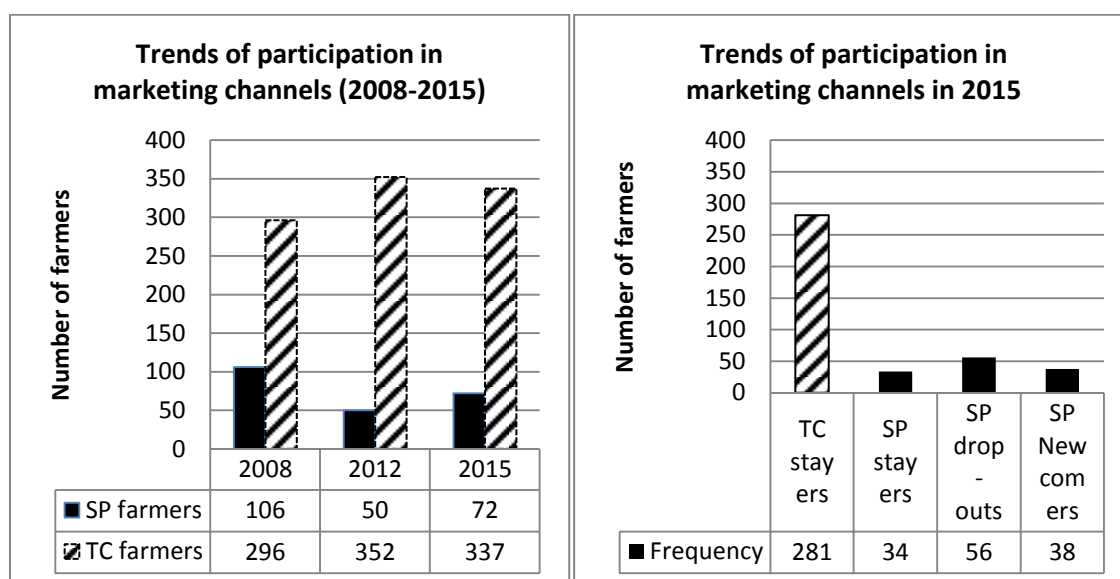 Trends of participation in
marketing channels (2008-2015)
Number of farmers
400
350
300
250
200
150
100
50
0
2008 2012 2015
SP farmers 106 50 72
TC farmers 296 352 337
Trends of participation in
marketing channels in 2015
Number of farmers
400
350
300
250
200
150
100
50
0
TC
stay
ers
SP
stay
ers
SP
drop
-
outs
SP
New
com
ers
Frequency 281 34 56 38